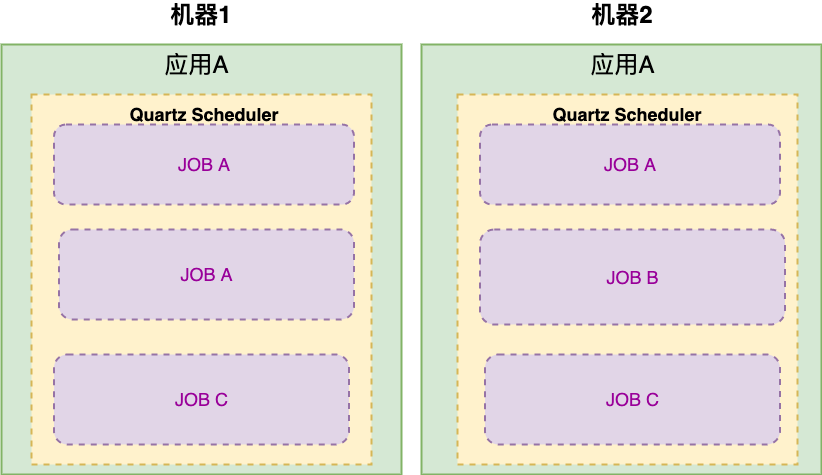 机器1
机器2
应用A
应用A
Quartz Scheduler
Quartz Scheduler
JOB A
JOB A
JOB A
JOB B
JOB C
JOB C